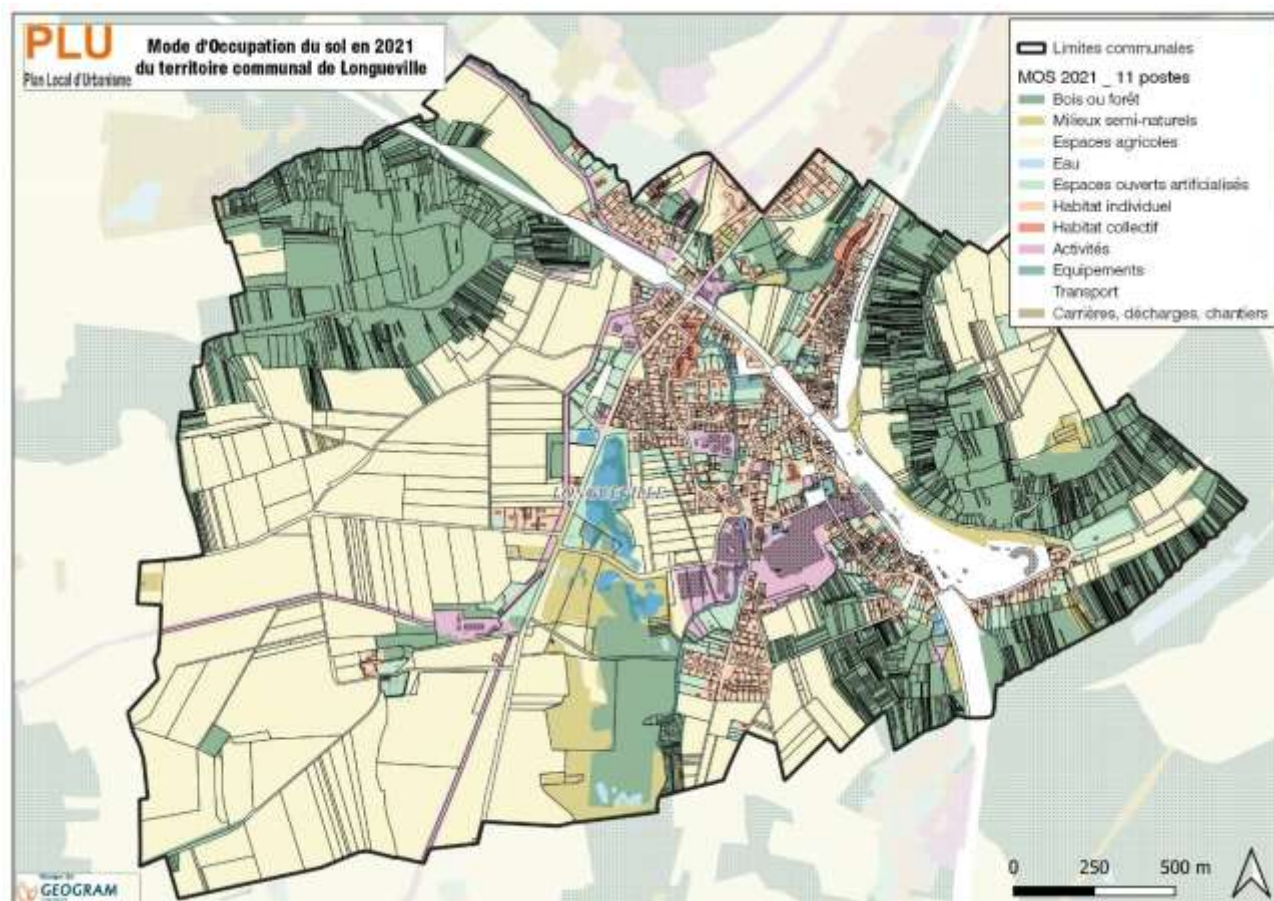 PLU
Plan Local d'Urbanisme
Mode d'Occupation du sol en 2021
du territoire communal de Longueville
Limites communales
MOS 2021 _ 11 postes
Bois ou forêt
Milieux semi-naturels
Espaces agricoles
Eau
Espaces ouverts artificialisés
Habitat individuel
Habitat collectif
Activités
Equipements
Transport
Carrières, décharges, chantiers
LONGUEVILLE
GEOGRAM
0 250 500 m